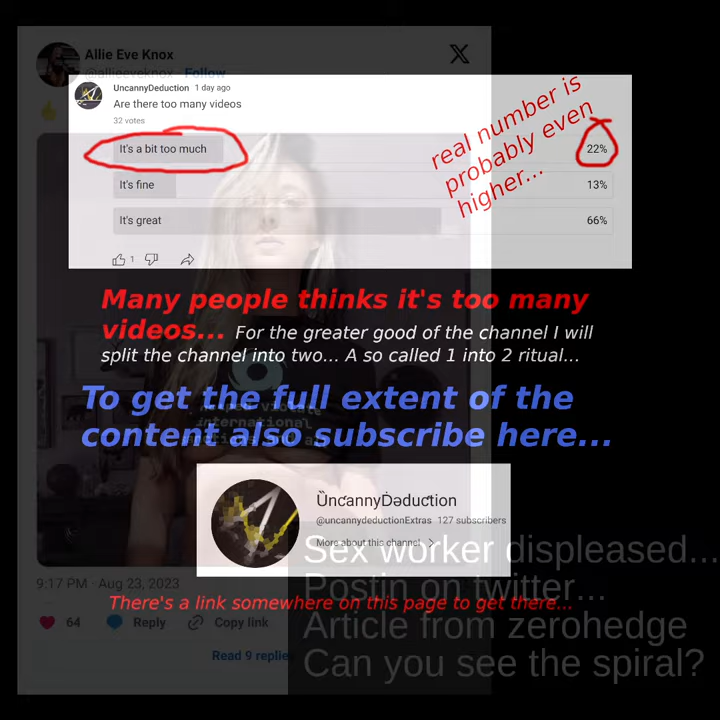 Allie Eve Knox
@allieeveknox · Follow
UncannyDeduction 1 day ago
Are there too many videos
32 votes
It's a bit too much 22%
It's fine 13%
It's great 66%
1
real number is
probably even
higher...
Many people thinks it's too many
videos... For the greater good of the channel I will
split the channel into two... A so called 1 into 2 ritual...
To get the full extent of the
content also subscribe here...
helped violate
international
ÙncannyDəduction
@uncannydeductionExtras 127 subscribers
More about this channel >
Sex worker displeased...
Postin on twitter...
Article from zerohedge
Can you see the spiral?
9:17 PM · Aug 23, 2023
There's a link somewhere on this page to get there...
64 Reply Copy link
Read 9 replies